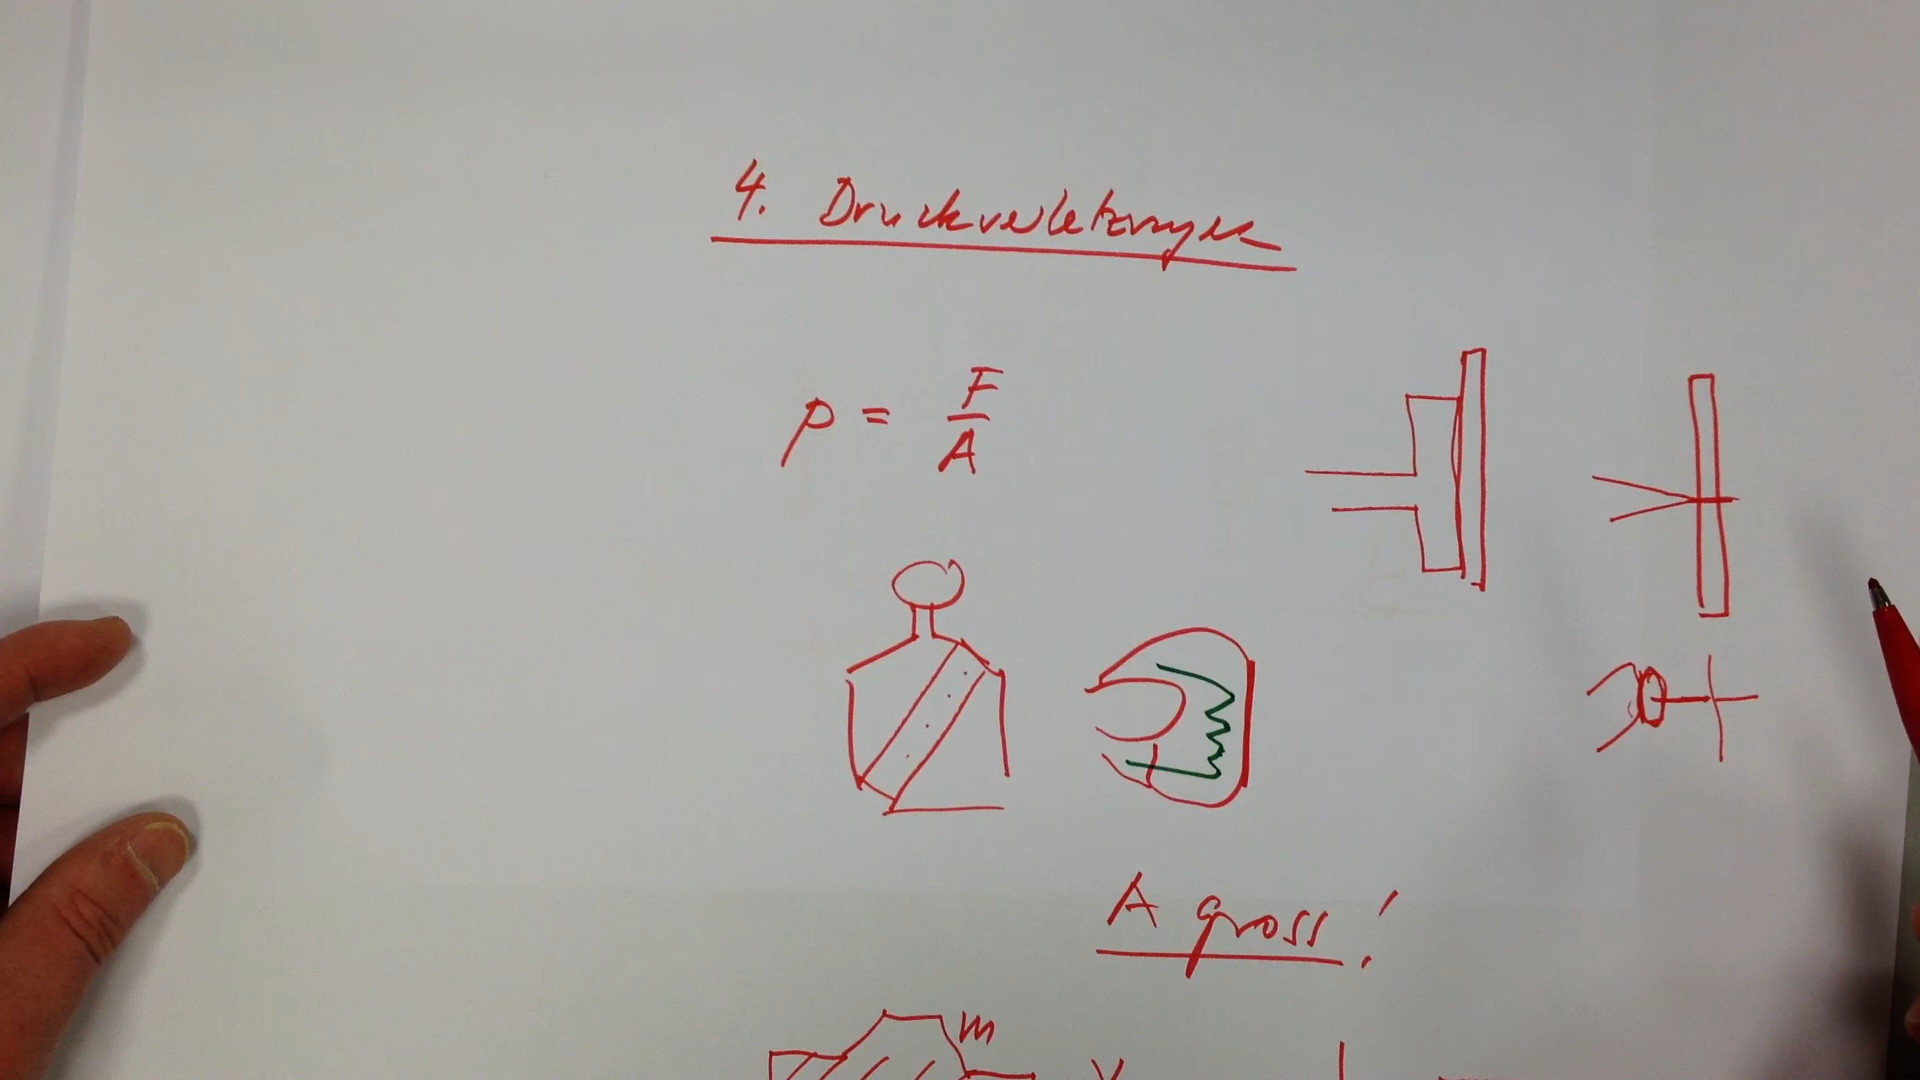 4. Druckverletzungen
p = F/A
A gross!
m
v